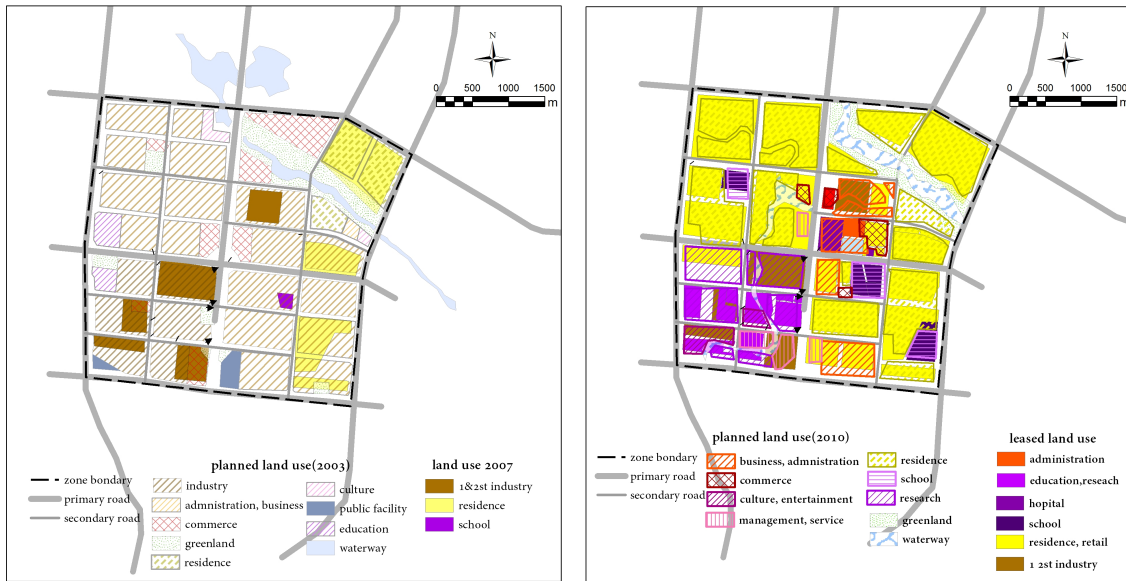 N
0 500 1000 1500
m
planned land use(2003)
zone bondary
primary road
secondary road
industry
admnistration, business
commerce
greenland
residence
culture
public facility
education
waterway
land use 2007
1&2st industry
residence
school
N
0 500 1000 1500
m
planned land use(2010)
zone bondary
primary road
secondary road
business, admnistration
commerce
culture, entertainment
management, service
residence
school
research
greenland
waterway
leased land use
administration
education,reseach
hopital
school
residence, retail
1 2st industry